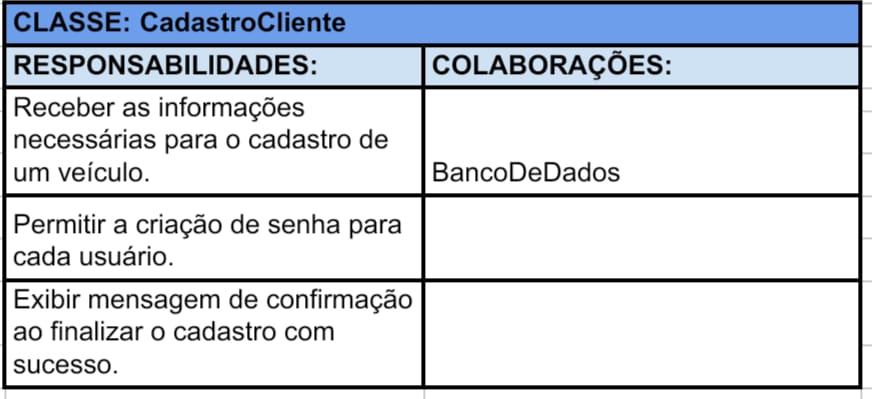 CLASSE: CadastroCliente
RESPONSABILIDADES:
COLABORAÇÕES:
Receber as informações
necessárias para o cadastro de
um veículo.
BancoDeDados
Permitir a criação de senha para
cada usuário.
Exibir mensagem de confirmação
ao finalizar o cadastro com
sucesso.